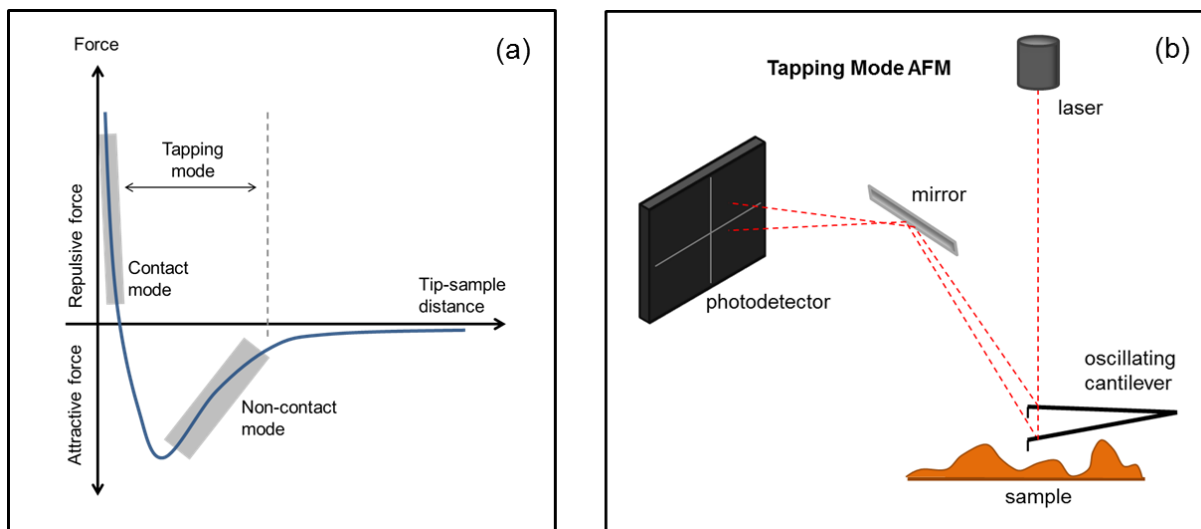 Force
(a)
Tapping
mode
Repulsive force
Contact
mode
Tip-sample
distance
Attractive force
Non-contact
mode
(b)
Tapping Mode AFM
laser
mirror
photodetector
oscillating
cantilever
sample